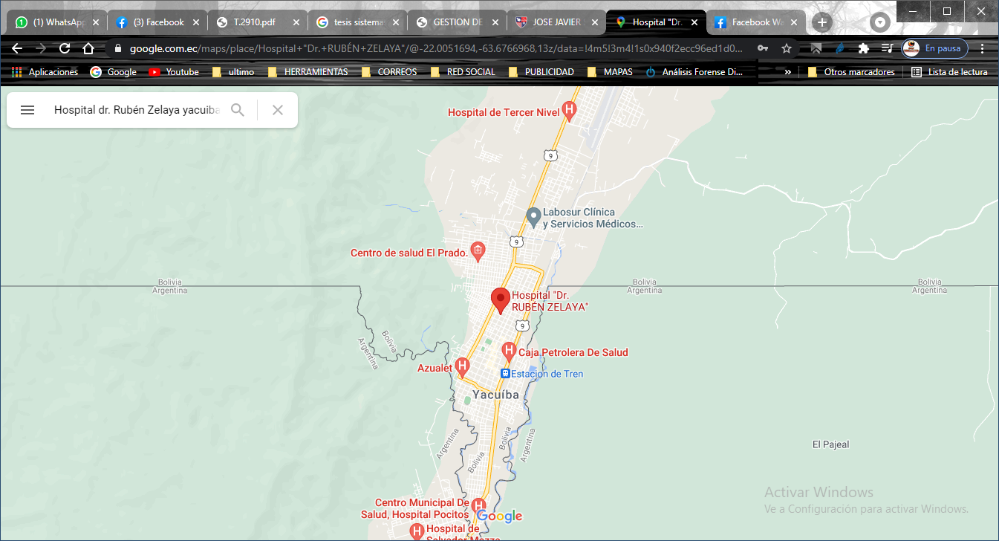 (1) WhatsApp
(3) Facebook
T.2910.pdf
tesis sistema
GESTION DE
JOSE JAVIER
Hospital "Dr.
Facebook Wa
google.com.ec/maps/place/Hospital+"Dr.+RUBÉN+ZELAYA"/@-22.0051694,-63.6766968,13z/data=!4m5!3m4!1s0x940f2ecc96ed1d0...
En pausa
Aplicaciones
Google
Youtube
ultimo
HERRAMIENTAS
CORREOS
RED SOCIAL
PUBLICIDAD
MAPAS
Análisis Forense Di...
»
Otros marcadores
Lista de lectura
Hospital dr. Rubén Zelaya yacuiba
Hospital de Tercer Nivel
9
Labosur Clínica
y Servicios Médicos...
9
Centro de salud El Prado.
Bolivia
Argentina
Bolivia
Argentina
Bolivia
Argentina
Hospital "Dr.
RUBÉN ZELAYA"
9
Bolivia
Argentina
Caja Petrolera De Salud
Azualet
Estacion de Tren
Yacuíba
Argentina
Bolivia
Bolivia
Argentina
El Pajeal
Activar Windows
Ve a Configuración para activar Windows.
Centro Municipal De
Salud, Hospital Pocitos
Google
Hospital de
Salvador Mazza